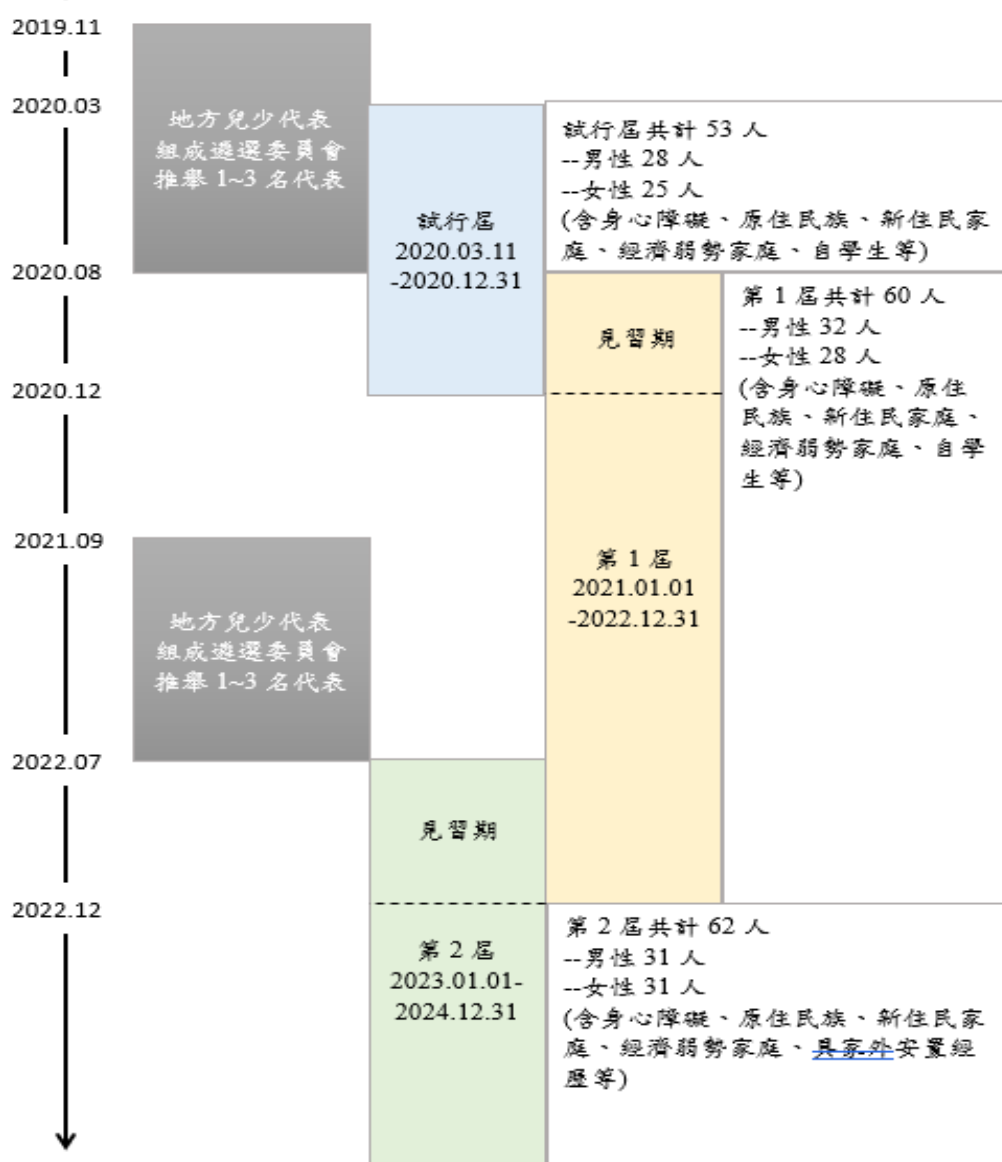 2019.11
2020.03
2020.08
2020.12
2021.09
2022.07
2022.12
地方兒少代表
組成遴選委員會
推舉 1~3 名代表
試行屆
2020.03.11
-2020.12.31
試行屆共計 53 人
--男性 28 人
--女性 25 人
(含身心障礙、原住民族、新住民家
庭、經濟弱勢家庭、自學生等)
見習期
第 1 屆
2021.01.01
-2022.12.31
第 1 屆共計 60 人
--男性 32 人
--女性 28 人
(含身心障礙、原住
民族、新住民家庭、
經濟弱勢家庭、自學
生等)
地方兒少代表
組成遴選委員會
推舉 1~3 名代表
見習期
第 2 屆
2023.01.01-
2024.12.31
第 2 屆共計 62 人
--男性 31 人
--女性 31 人
(含身心障礙、原住民族、新住民家
庭、經濟弱勢家庭、具家外安置經
歷等)